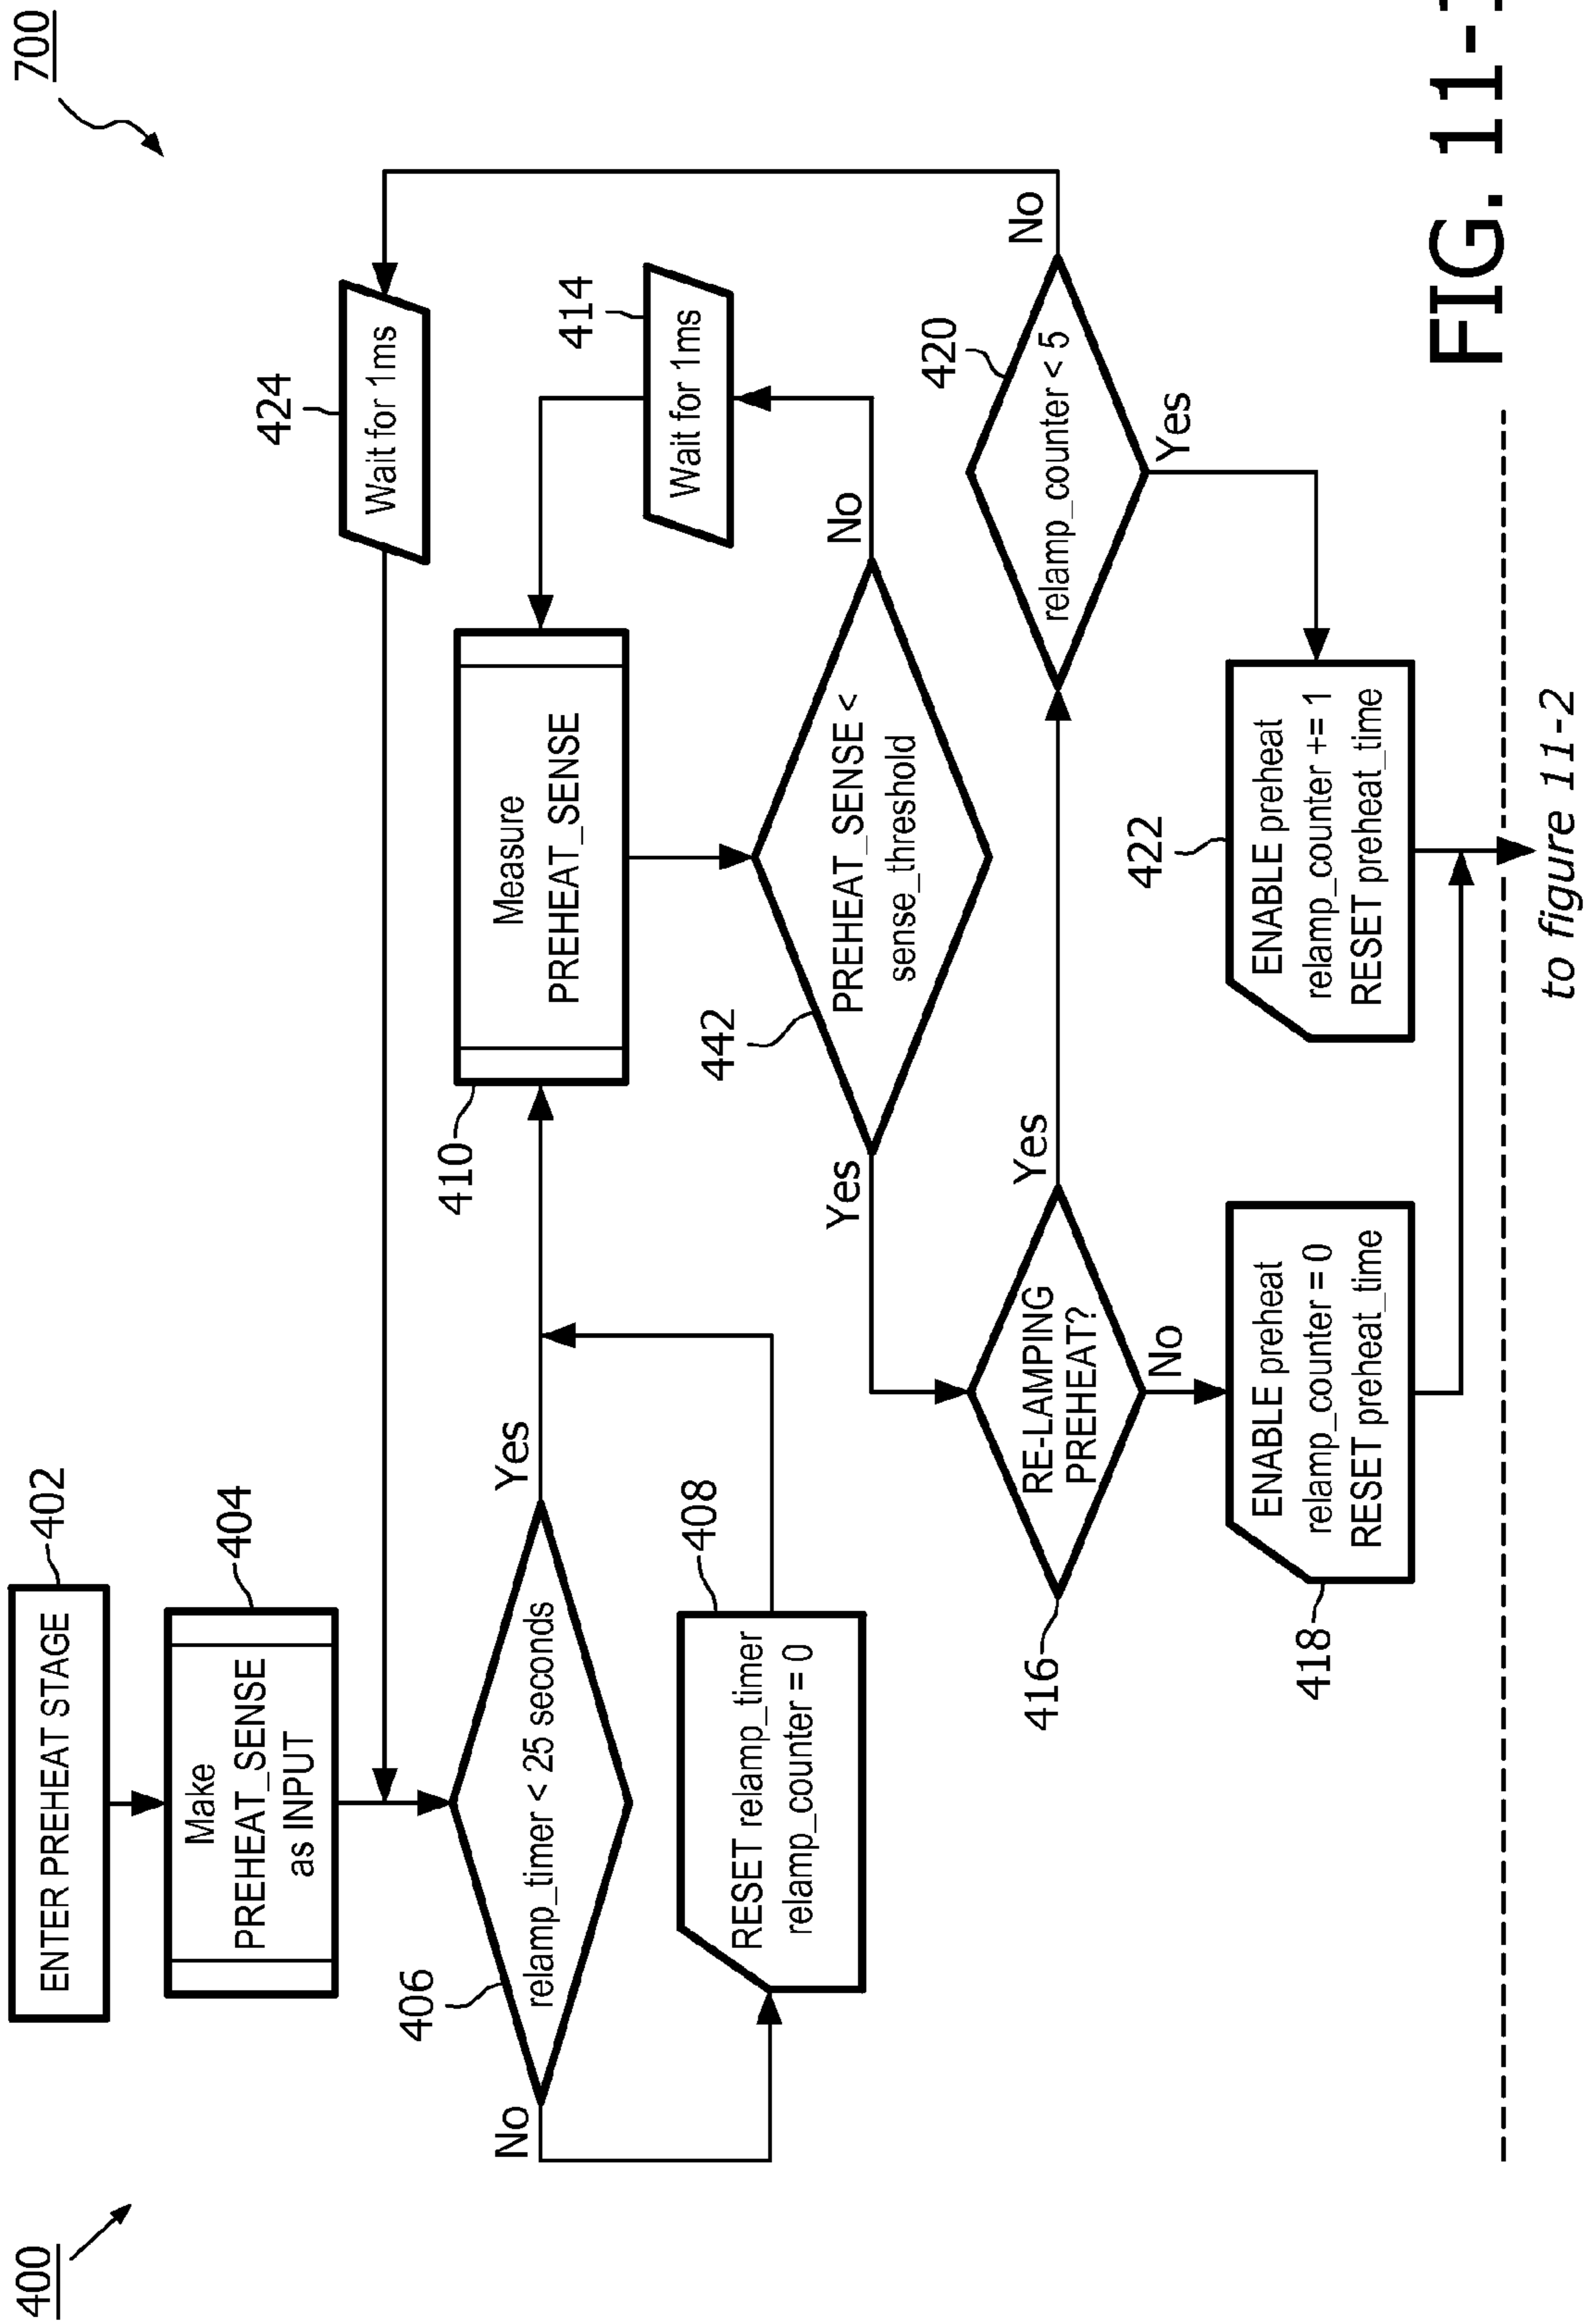 400
700
ENTER PREHEAT STAGE
402
Make
PREHEAT_SENSE
as INPUT
404
424
Wait for 1ms
406
relamp_timer < 25 seconds
Yes
No
408
RESET relamp_timer
relamp_counter = 0
410
Measure
PREHEAT_SENSE
414
Wait for 1ms
442
PREHEAT_SENSE <
sense_threshold
No
Yes
416
RE-LAMPING
PREHEAT?
Yes
No
420
relamp_counter < 5
No
Yes
418
ENABLE preheat
relamp_counter = 0
RESET preheat_time
422
ENABLE preheat
relamp_counter += 1
RESET preheat_time
to figure 11-2
FIG. 11-1